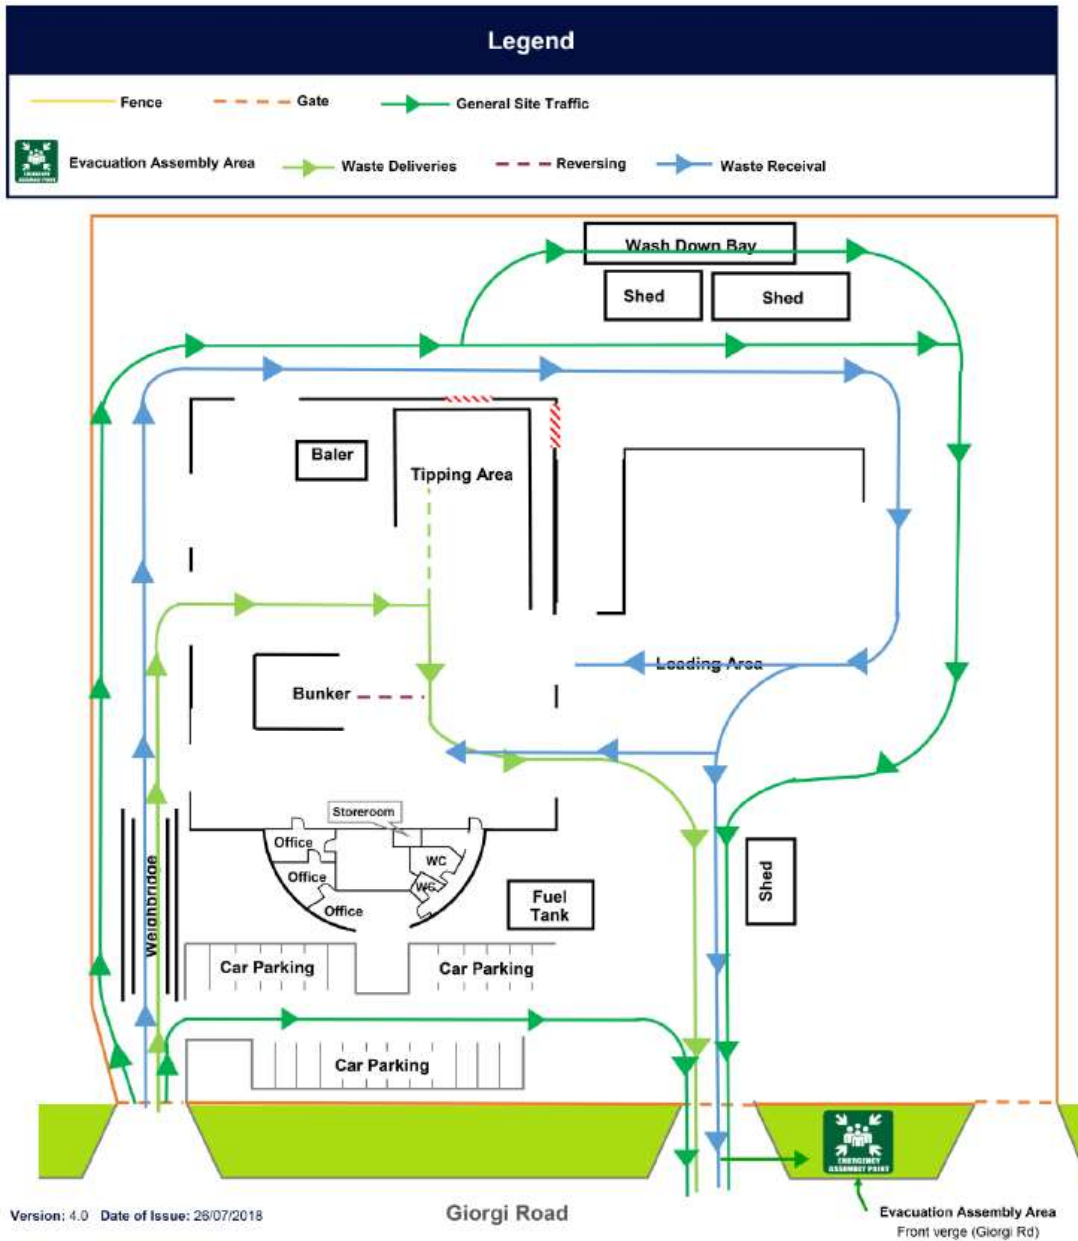 Legend
Fence
Gate
General Site Traffic
Evacuation Assembly Area
Waste Deliveries
Reversing
Waste Receival
Wash Down Bay
Shed
Shed
Baler
Tipping Area
Loading Area
Bunker
Storeroom
Office
WC
Office
WC
Office
Weighbridge
Fuel
Tank
Shed
Car Parking
Car Parking
Car Parking
EMERGENCY
ASSEMBLY POINT
Version: 4.0 Date of Issue: 26/07/2018
Giorgi Road
Evacuation Assembly Area
Front verge (Giorgi Rd)